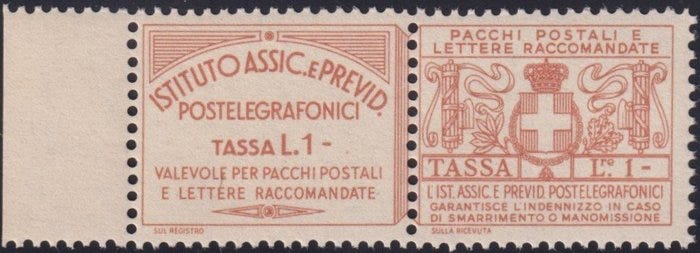 ISTITUTO ASSIC. E PREVID.
POSTELEGRAFONICI
TASSA L. 1 -
VALEVOLE PER PACCHI POSTALI
E LETTERE RACCOMANDATE
SUL REGISTRO
PACCHI POSTALI E
LETTERE RACCOMANDATE
TASSA L.re 1 -
L'IST. ASSIC. E PREVID. POSTELEGRAFONICI
GARANTISCE L'INDENNIZZO IN CASO
DI SMARRIMENTO O MANOMISSIONE
SULLA RICEVUTA